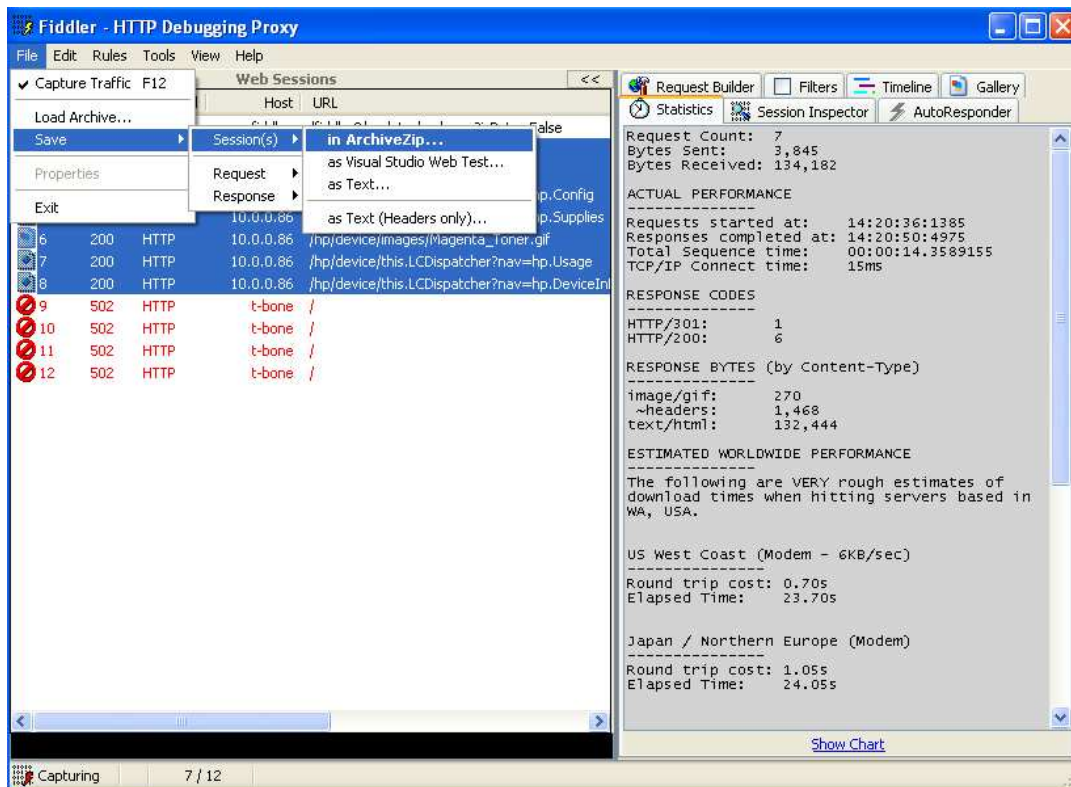 Fiddler - HTTP Debugging Proxy
File Edit Rules Tools View Help
Capture Traffic F12
Load Archive...
Save
Properties
Exit
Session(s)
Request
Response
in ArchiveZip...
as Visual Studio Web Test...
as Text...
as Text (Headers only)...
Web Sessions <<
Host URL
=False
hp.Config
10.0.0.86 hp.Supplies
6 200 HTTP 10.0.0.86 /hp/device/images/Magenta_Toner.gif
7 200 HTTP 10.0.0.86 /hp/device/this.LCDispatcher?nav=hp.Usage
8 200 HTTP 10.0.0.86 /hp/device/this.LCDispatcher?nav=hp.DeviceInf
9 502 HTTP t-bone /
10 502 HTTP t-bone /
11 502 HTTP t-bone /
12 502 HTTP t-bone /
Request Builder Filters Timeline Gallery
Statistics Session Inspector AutoResponder
Request Count: 7
Bytes Sent: 3,845
Bytes Received: 134,182
ACTUAL PERFORMANCE
--------------
Requests started at: 14:20:36:1385
Responses completed at: 14:20:50:4975
Total Sequence time: 00:00:14.3589155
TCP/IP Connect time: 15ms
RESPONSE CODES
--------------
HTTP/301: 1
HTTP/200: 6
RESPONSE BYTES (by Content-Type)
--------------
image/gif: 270
~headers: 1,468
text/html: 132,444
ESTIMATED WORLDWIDE PERFORMANCE
--------------
The following are VERY rough estimates of
download times when hitting servers based in
WA, USA.
US West Coast (Modem - 6KB/sec)
---------------
Round trip cost: 0.70s
Elapsed Time: 23.70s
Japan / Northern Europe (Modem)
---------------
Round trip cost: 1.05s
Elapsed Time: 24.05s
Show Chart
Capturing 7 / 12